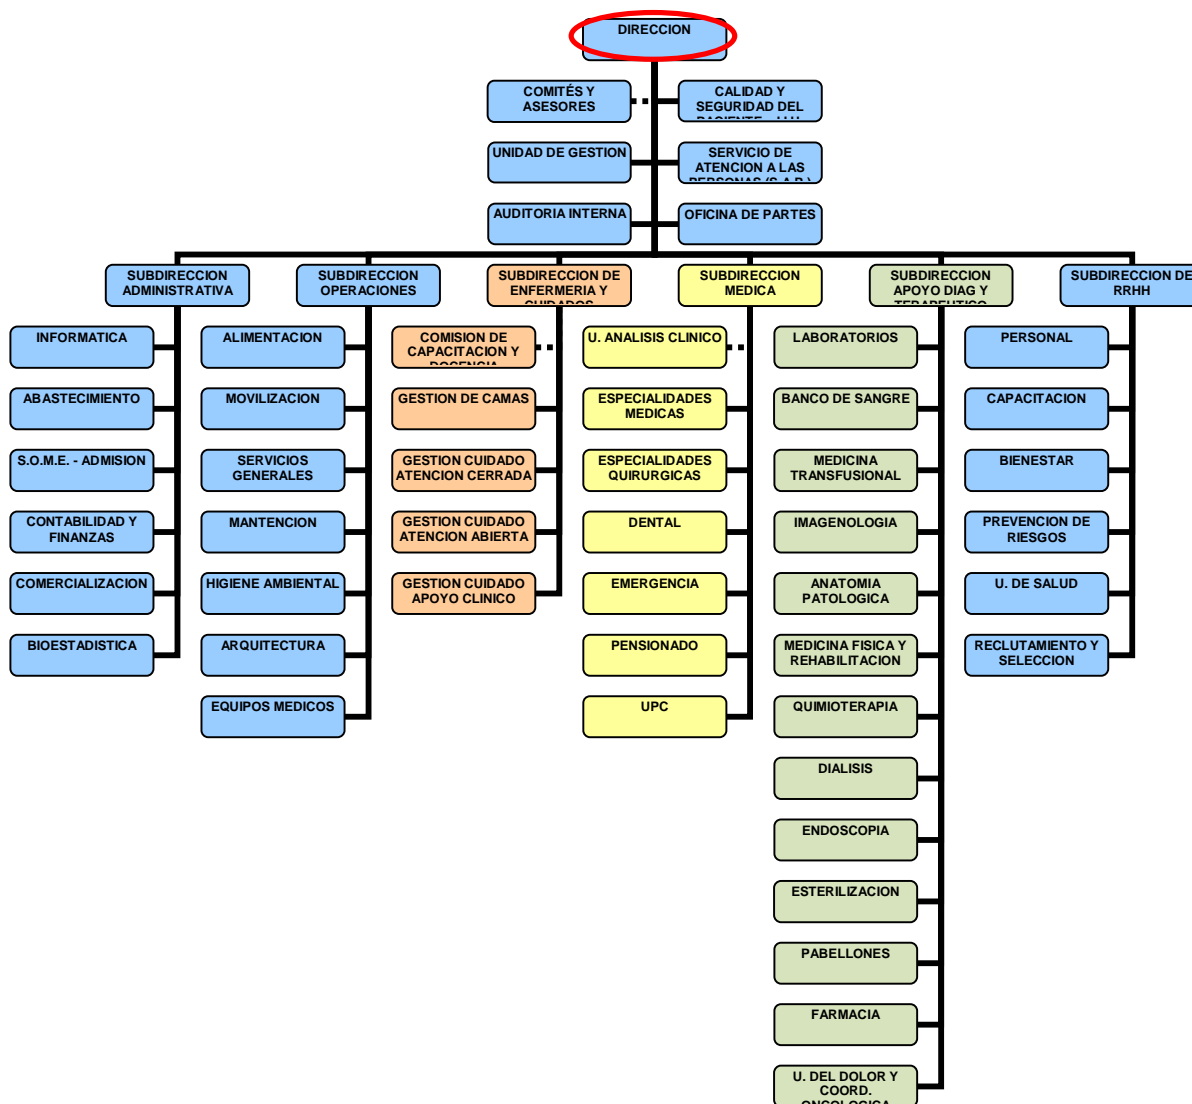 DIRECCION
COMITÉS Y
ASESORES
CALIDAD Y
SEGURIDAD DEL
UNIDAD DE GESTION
SERVICIO DE
ATENCION A LAS
PERSONAS (S.A.P.)
AUDITORIA INTERNA
OFICINA DE PARTES
SUBDIRECCION
ADMINISTRATIVA
SUBDIRECCION
OPERACIONES
SUBDIRECCION DE
ENFERMERIA Y
CUIDADOS
SUBDIRECCION
MEDICA
SUBDIRECCION
APOYO DIAG Y
TERAPEUTICO
SUBDIRECCION DE
RRHH
INFORMATICA
ABASTECIMIENTO
S.O.M.E. - ADMISION
CONTABILIDAD Y
FINANZAS
COMERCIALIZACION
BIOESTADISTICA
ALIMENTACION
MOVILIZACION
SERVICIOS
GENERALES
MANTENCION
HIGIENE AMBIENTAL
ARQUITECTURA
EQUIPOS MEDICOS
COMISION DE
CAPACITACION Y
DOCENCIA
GESTION DE CAMAS
GESTION CUIDADO
ATENCION CERRADA
GESTION CUIDADO
ATENCION ABIERTA
GESTION CUIDADO
APOYO CLINICO
U. ANALISIS CLINICO
ESPECIALIDADES
MEDICAS
ESPECIALIDADES
QUIRURGICAS
DENTAL
EMERGENCIA
PENSIONADO
UPC
LABORATORIOS
BANCO DE SANGRE
MEDICINA
TRANSFUSIONAL
IMAGENOLOGIA
ANATOMIA
PATOLOGICA
MEDICINA FISICA Y
REHABILITACION
QUIMIOTERAPIA
DIALISIS
ENDOSCOPIA
ESTERILIZACION
PABELLONES
FARMACIA
U. DEL DOLOR Y
COORD.
ONCOLOGICA
PERSONAL
CAPACITACION
BIENESTAR
PREVENCION DE
RIESGOS
U. DE SALUD
RECLUTAMIENTO Y
SELECCION